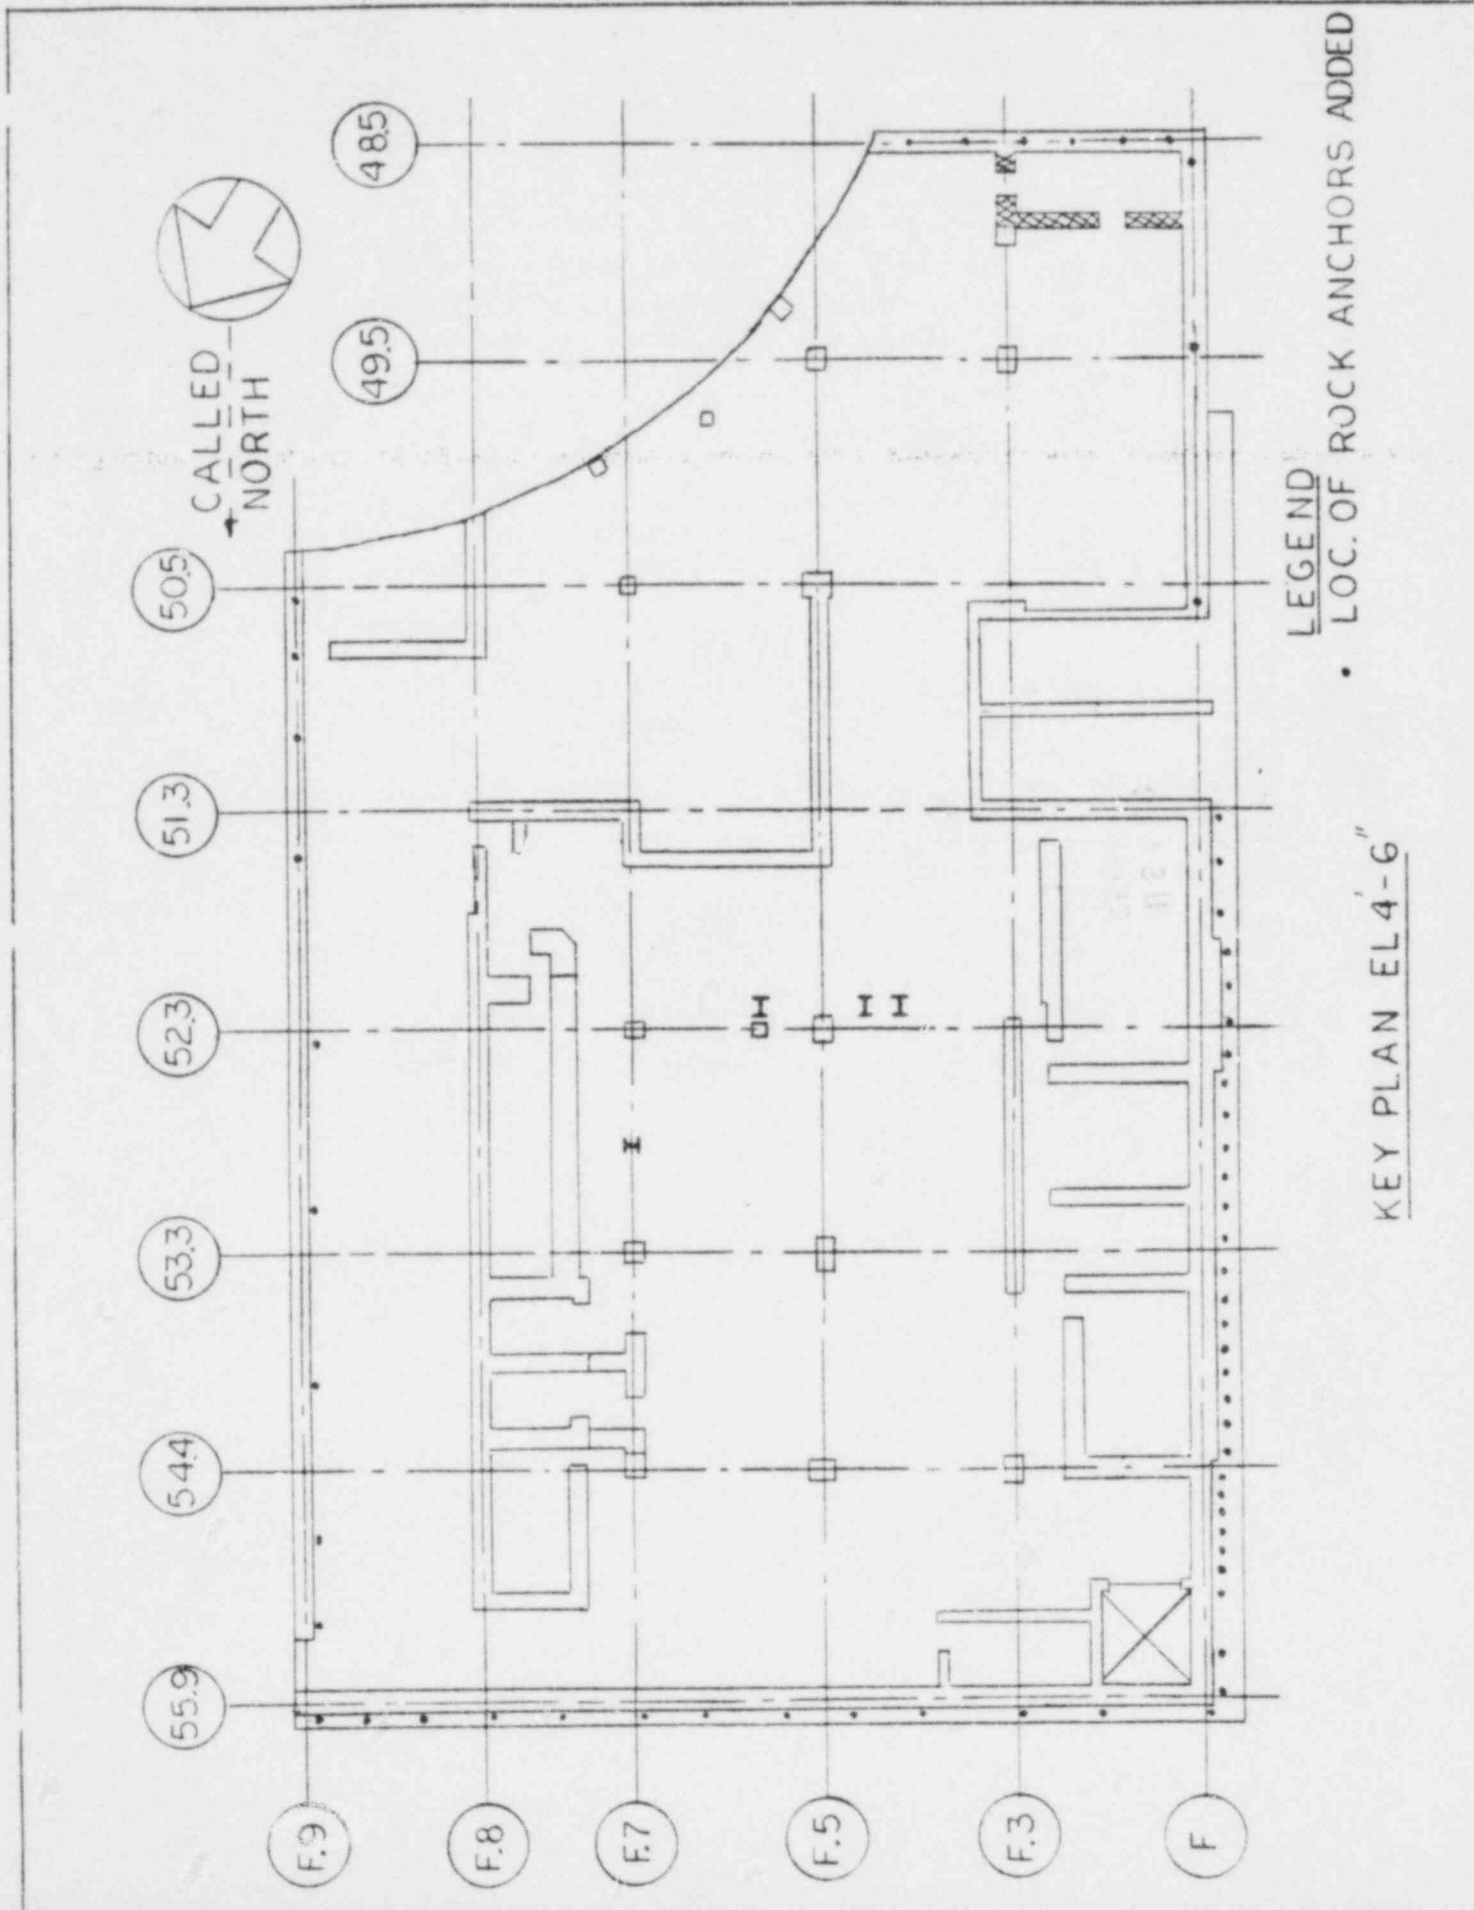 CALLED
NORTH
48.5
49.5
50.5
51.3
52.3
53.3
54.4
55.9
F.9
F.8
F.7
F.5
F.3
F
LEGEND
• LOC. OF ROCK ANCHORS ADDED
KEY PLAN EL 4'-6"